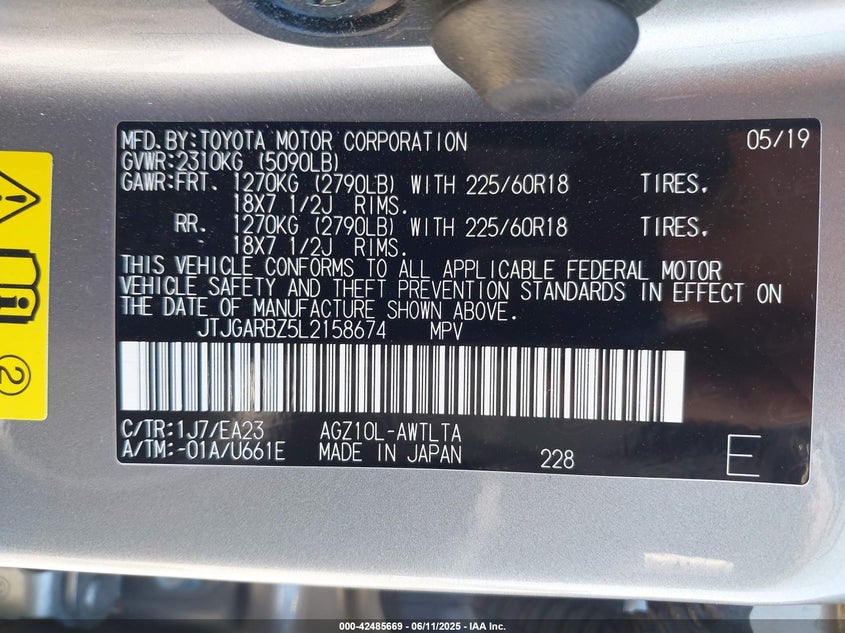 MFD. BY:TOYOTA MOTOR CORPORATION 05/19
GVWR:2310KG (5090LB)
GAWR:FRT. 1270KG (2790LB) WITH 225/60R18 TIRES,
18X7 1/2J RIMS.
RR. 1270KG (2790LB) WITH 225/60R18 TIRES,
18X7 1/2J RIMS.
THIS VEHICLE CONFORMS TO ALL APPLICABLE FEDERAL MOTOR
VEHICLE SAFETY AND THEFT PREVENTION STANDARDS IN EFFECT ON
THE DATE OF MANUFACTURE SHOWN ABOVE.
JTJGARBZ5L2158674 MPV
C/TR:1J7/EA23 AGZ10L-AWTLTA
A/TM:-01A/U661E MADE IN JAPAN 228 E
2
000-42485669 - 06/11/2025 - IAA Inc.